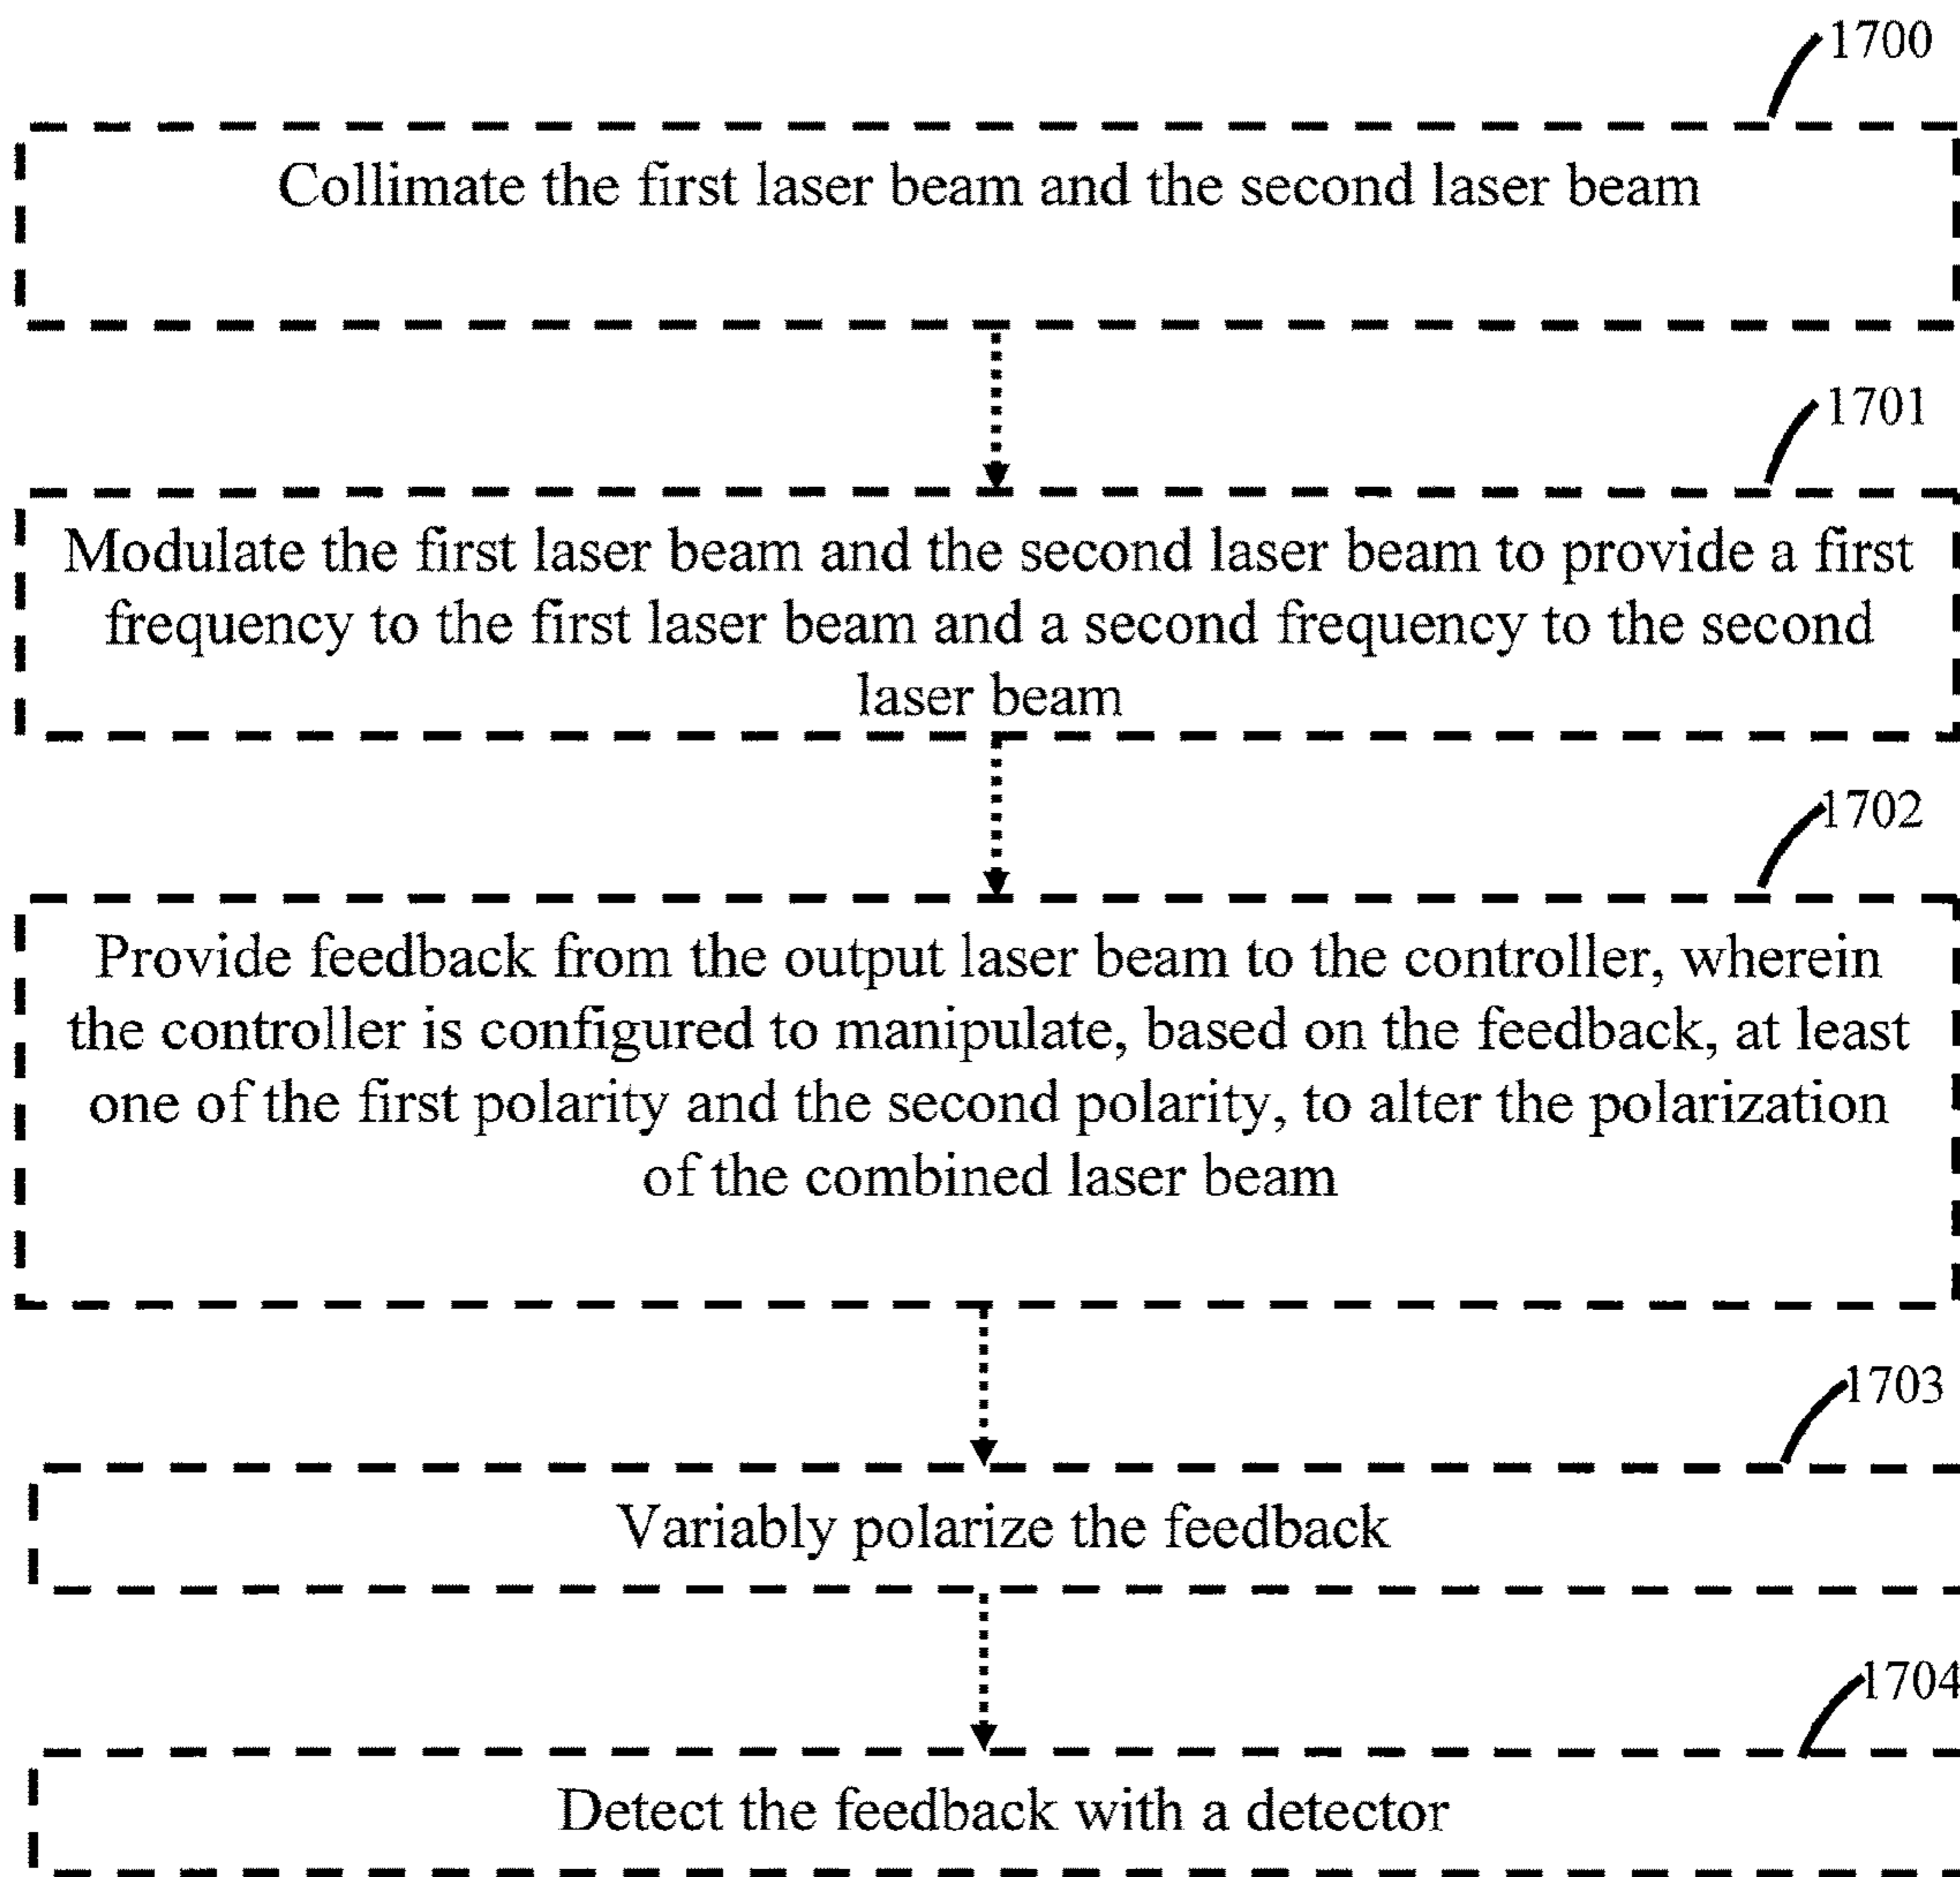 1700
Collimate the first laser beam and the second laser beam
1701
Modulate the first laser beam and the second laser beam to provide a first
frequency to the first laser beam and a second frequency to the second
laser beam
1702
Provide feedback from the output laser beam to the controller, wherein
the controller is configured to manipulate, based on the feedback, at least
one of the first polarity and the second polarity, to alter the polarization
of the combined laser beam
1703
Variably polarize the feedback
1704
Detect the feedback with a detector